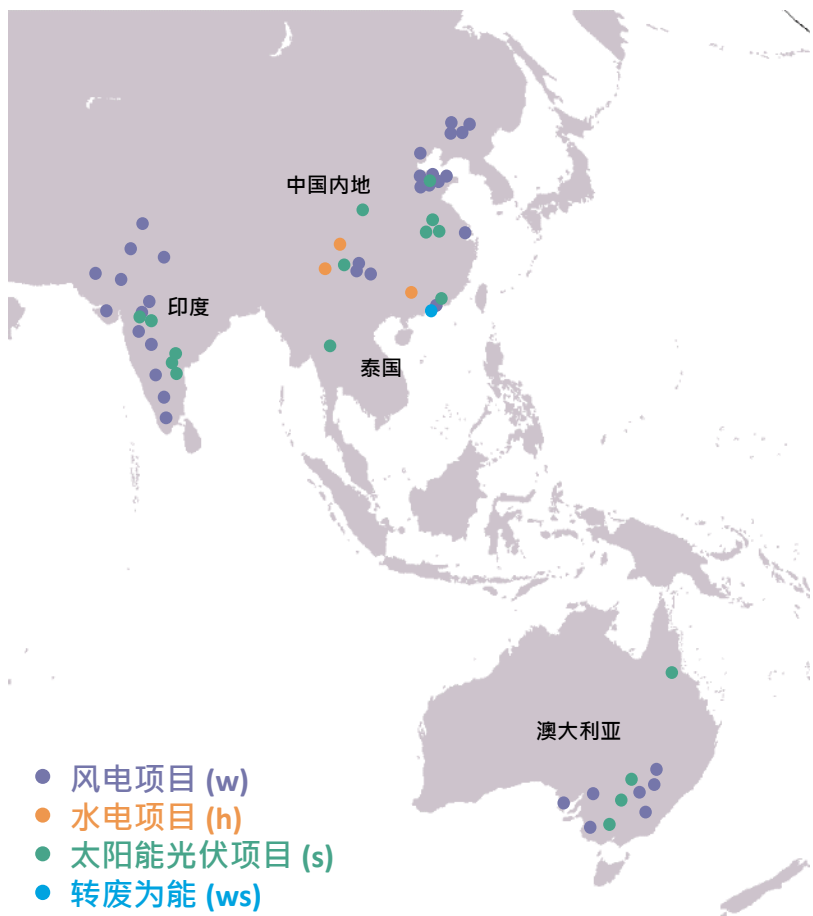 中国内地
印度
泰国
澳大利亚
风电项目 (w)
水电项目 (h)
太阳能光伏项目 (s)
转废为能 (ws)